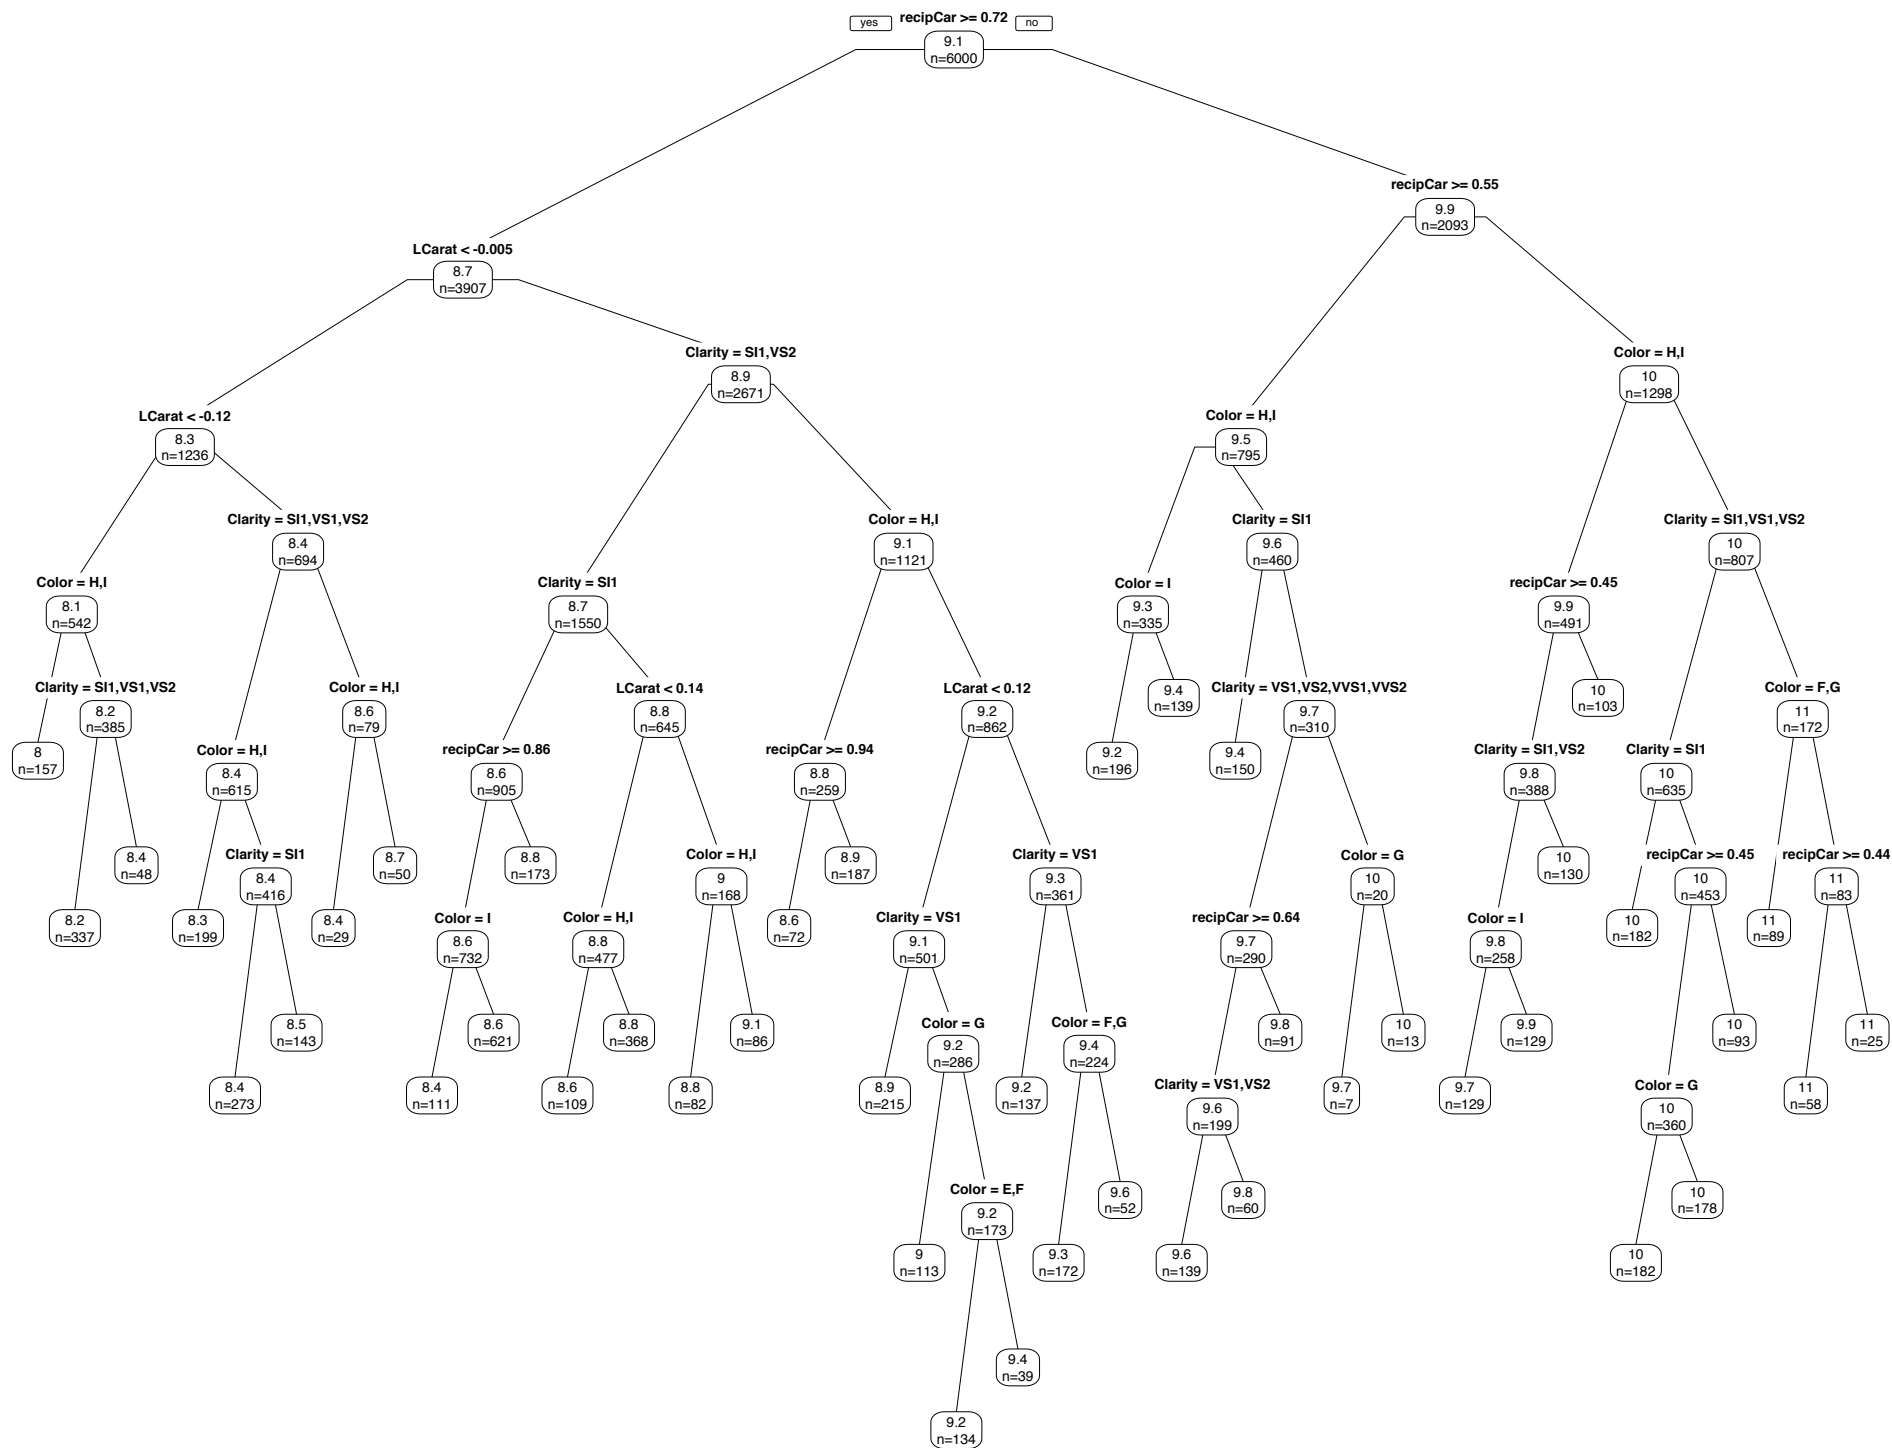 yes recipCar >= 0.72 no
9.1
n=6000
recipCar >= 0.55
9.9
n=2093
LCarat < -0.005
8.7
n=3907
Clarity = SI1,VS2
8.9
n=2671
Color = H,I
10
n=1298
LCarat < -0.12
8.3
n=1236
Color = H,I
9.5
n=795
Clarity = SI1,VS1,VS2
8.4
n=694
Color = H,I
9.1
n=1121
Clarity = SI1
9.6
n=460
Clarity = SI1,VS1,VS2
10
n=807
Color = H,I
8.1
n=542
Clarity = SI1
8.7
n=1550
Color = I
9.3
n=335
recipCar >= 0.45
9.9
n=491
Clarity = SI1,VS1,VS2
8.2
n=385
Color = H,I
8.6
n=79
LCarat < 0.14
8.8
n=645
LCarat < 0.12
9.2
n=862
9.4
n=139
Clarity = VS1,VS2,VVS1,VVS2
9.7
n=310
10
n=103
Color = F,G
11
n=172
8
n=157
Color = H,I
8.4
n=615
recipCar >= 0.86
8.6
n=905
recipCar >= 0.94
8.8
n=259
9.2
n=196
9.4
n=150
Clarity = SI1,VS2
9.8
n=388
Clarity = SI1
10
n=635
8.4
n=48
Clarity = SI1
8.4
n=416
8.7
n=50
8.8
n=173
Color = H,I
9
n=168
8.9
n=187
Clarity = VS1
9.3
n=361
Color = G
10
n=20
10
n=130
recipCar >= 0.45
10
n=453
recipCar >= 0.44
11
n=83
8.2
n=337
8.3
n=199
8.4
n=29
Color = I
8.6
n=732
Color = H,I
8.8
n=477
8.6
n=72
Clarity = VS1
9.1
n=501
recipCar >= 0.64
9.7
n=290
Color = I
9.8
n=258
10
n=182
11
n=89
8.5
n=143
8.6
n=621
8.8
n=368
9.1
n=86
Color = G
9.2
n=286
Color = F,G
9.4
n=224
9.8
n=91
10
n=13
9.9
n=129
10
n=93
11
n=25
8.4
n=273
8.4
n=111
8.6
n=109
8.8
n=82
8.9
n=215
9.2
n=137
Clarity = VS1,VS2
9.6
n=199
9.7
n=7
9.7
n=129
Color = G
10
n=360
11
n=58
Color = E,F
9.2
n=173
9.6
n=52
9.8
n=60
10
n=178
9
n=113
9.3
n=172
9.6
n=139
10
n=182
9.4
n=39
9.2
n=134